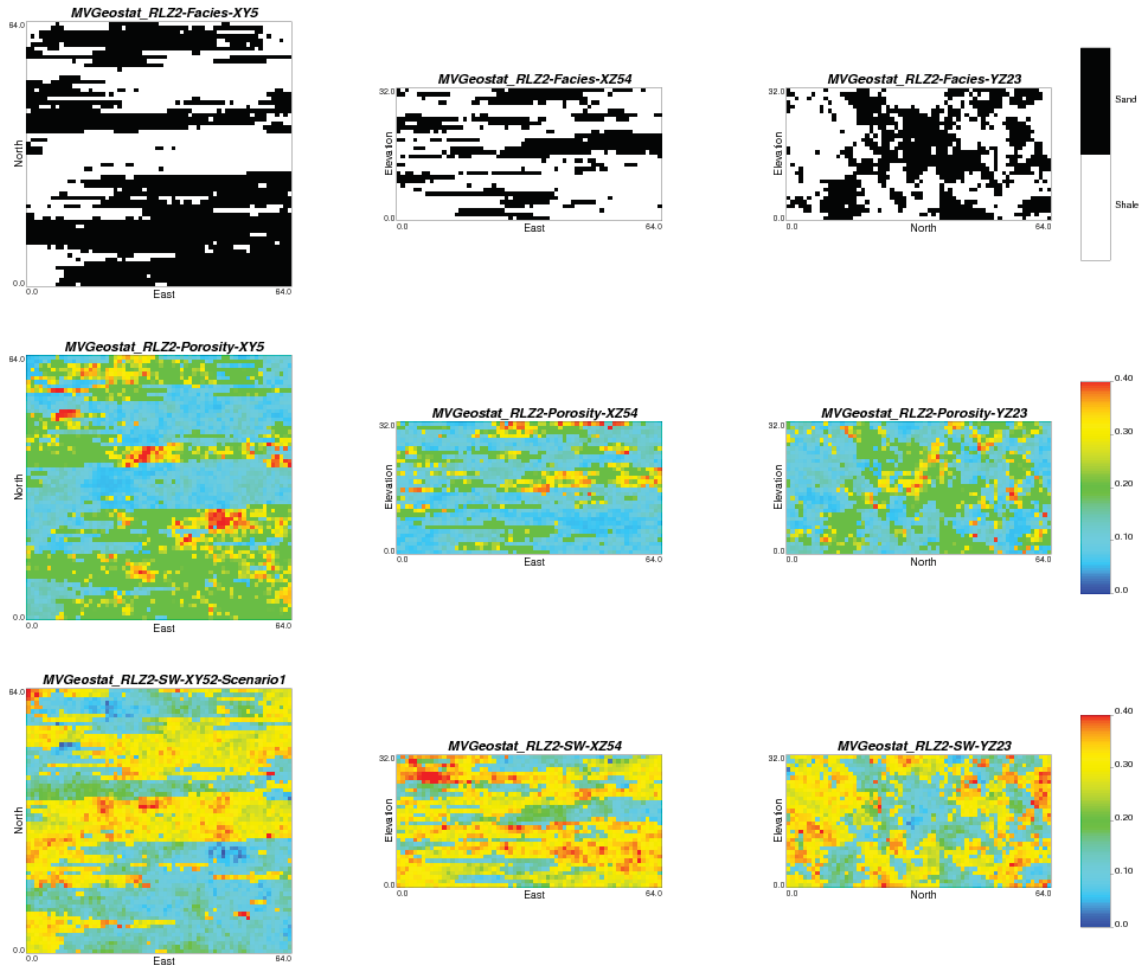 MVGeostat_RLZ2-Facies-XY5
64.0
North
0.0
0.0
64.0
East
MVGeostat_RLZ2-Facies-XZ54
32.0
Elevation
0.0
0.0
64.0
East
MVGeostat_RLZ2-Facies-YZ23
32.0
Elevation
0.0
0.0
64.0
North
Sand
Shale
MVGeostat_RLZ2-Porosity-XY5
64.0
North
0.0
0.0
64.0
East
MVGeostat_RLZ2-Porosity-XZ54
32.0
Elevation
0.0
0.0
64.0
East
MVGeostat_RLZ2-Porosity-YZ23
32.0
Elevation
0.0
0.0
64.0
North
0.40
0.30
0.20
0.10
0.0
MVGeostat_RLZ2-SW-XY52-Scenario1
64.0
North
0.0
0.0
64.0
East
MVGeostat_RLZ2-SW-XZ54
32.0
Elevation
0.0
0.0
64.0
East
MVGeostat_RLZ2-SW-YZ23
32.0
Elevation
0.0
0.0
64.0
North
0.40
0.30
0.20
0.10
0.0